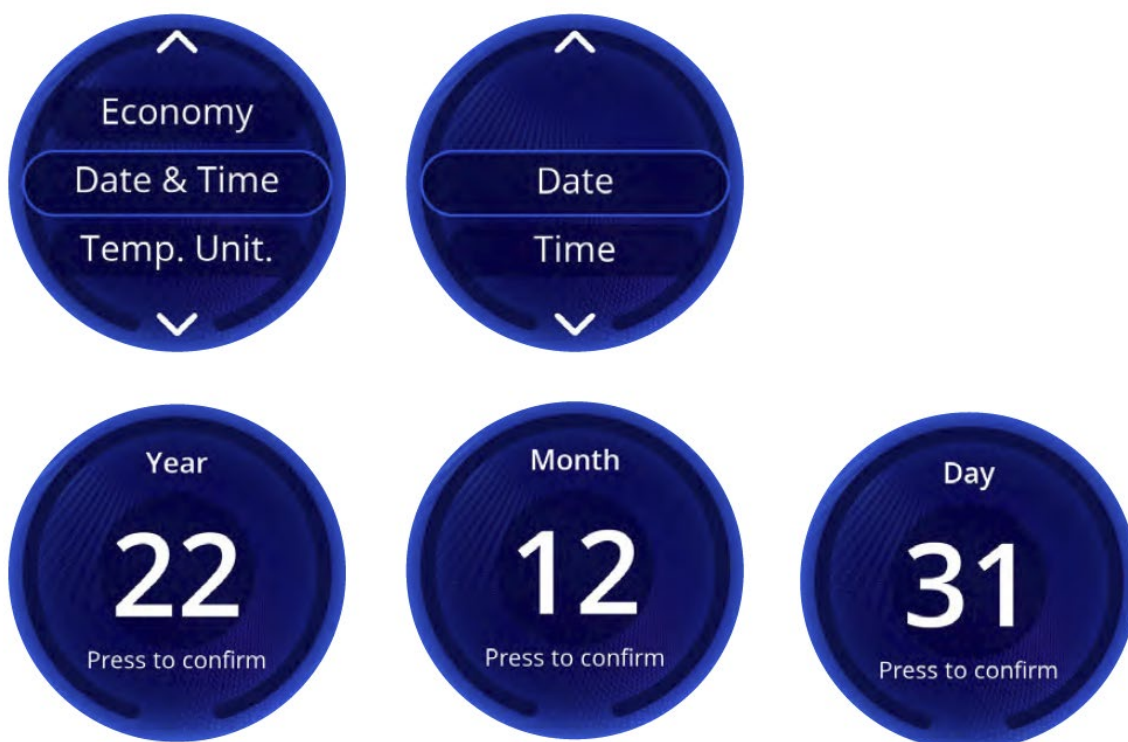 Economy
Date & Time
Temp. Unit.
Date
Time
Year
22
Press to confirm
Month
12
Press to confirm
Day
31
Press to confirm